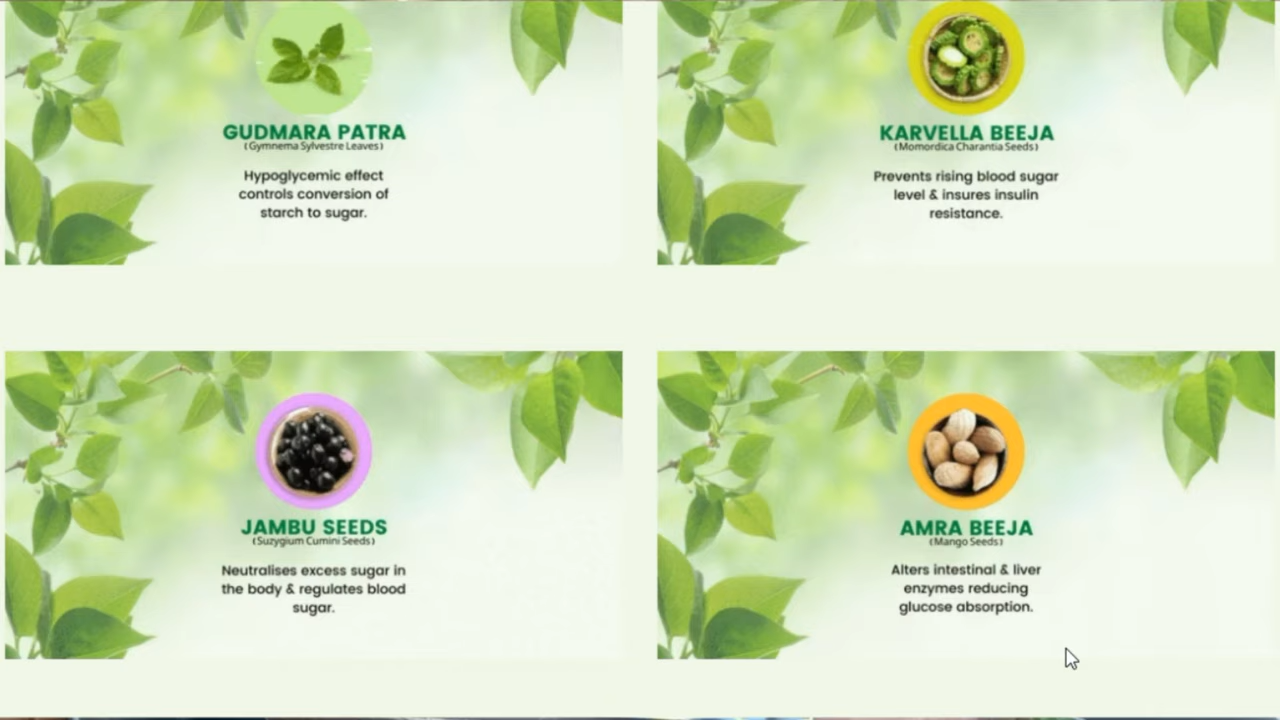 GUDMARA PATRA
(Gymnema Sylvestre Leaves)
Hypoglycemic effect
controls conversion of
starch to sugar.
KARVELLA BEEJA
(Momordica Charantia Seeds)
Prevents rising blood sugar
level & insures insulin
resistance.
JAMBU SEEDS
(Suzygium Cumini Seeds)
Neutralises excess sugar in
the body & regulates blood
sugar.
AMRA BEEJA
(Mango Seeds)
Alters intestinal & liver
enzymes reducing
glucose absorption.